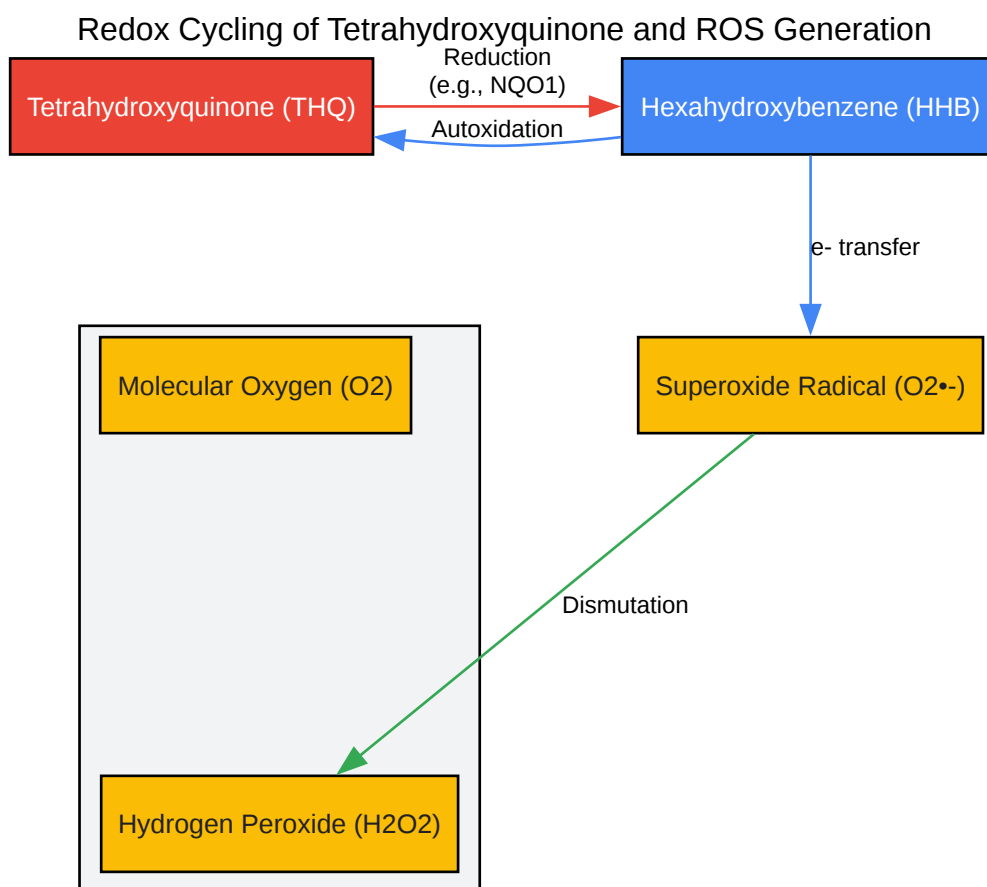 Redox Cycling of Tetrahydroxyquinone and ROS Generation
Reduction
(e.g., NQO1)
Tetrahydroxyquinone (THQ)
Hexahydroxybenzene (HHB)
Autoxidation
e- transfer
Molecular Oxygen (O2)
Superoxide Radical (O2•-)
Dismutation
Hydrogen Peroxide (H2O2)